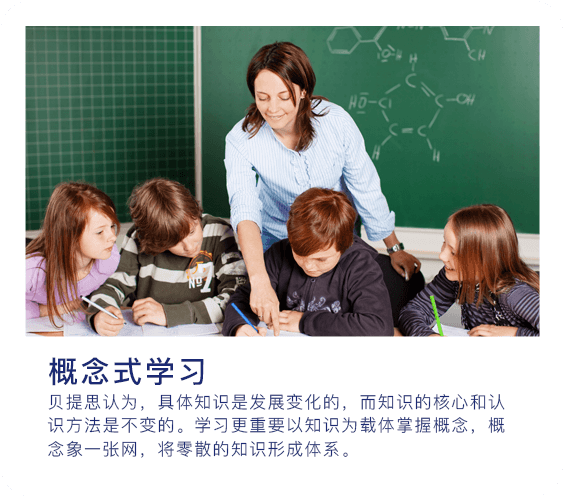 概念式学习
贝提思认为，具体知识是发展变化的，而知识的核心和认
识方法是不变的。学习更重要以知识为载体掌握概念，概
念象一张网，将零散的知识形成体系。